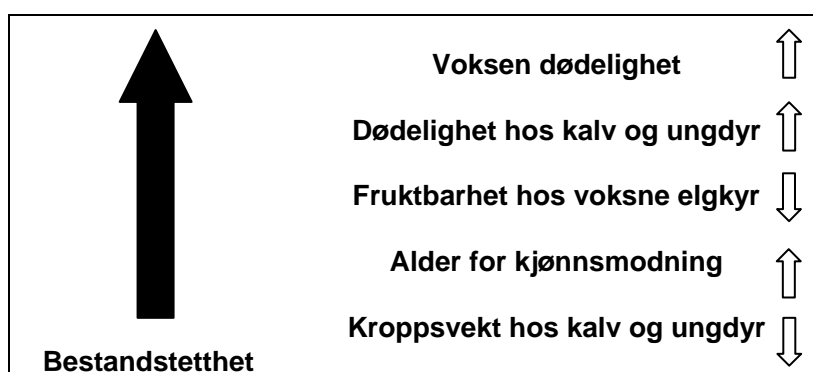 Voksen dødelighet
Dødelighet hos kalv og ungdyr
Fruktbarhet hos voksne elgkyr
Alder for kjønnsmodning
Kroppsvekt hos kalv og ungdyr
Bestandstetthet